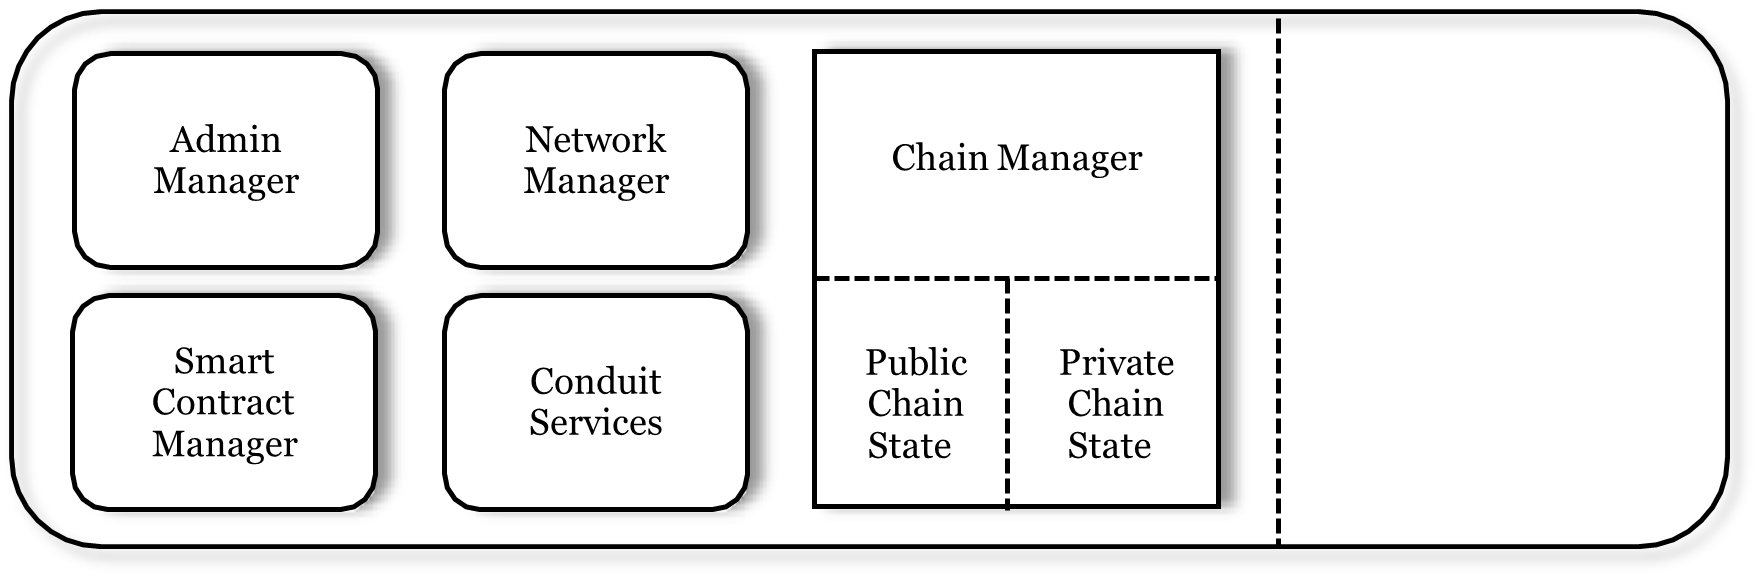 Admin
Manager
Network
Manager
Chain Manager
Smart
Contract
Manager
Conduit
Services
Public
Chain
State
Private
Chain
State